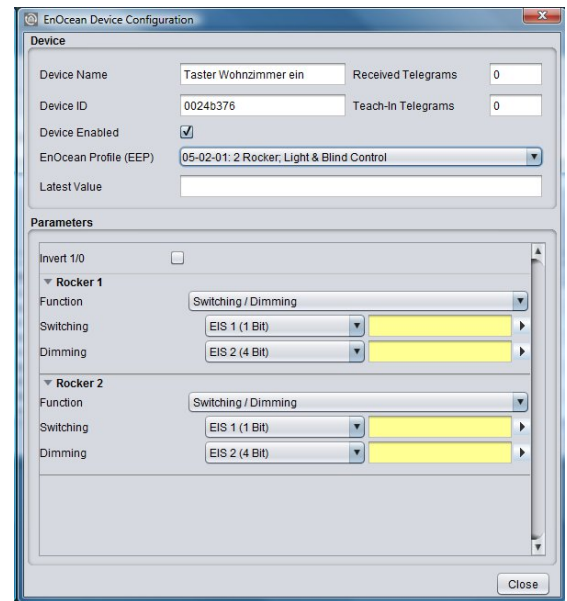 EnOcean Device Configuration
Device
Device Name Taster Wohnzimmer ein Received Telegrams 0
Device ID 0024b376 Teach-In Telegrams 0
Device Enabled
EnOcean Profile (EEP) 05-02-01: 2 Rocker; Light & Blind Control
Latest Value
Parameters
Invert 1/0
Rocker 1
Function Switching / Dimming
Switching EIS 1 (1 Bit)
Dimming EIS 2 (4 Bit)
Rocker 2
Function Switching / Dimming
Switching EIS 1 (1 Bit)
Dimming EIS 2 (4 Bit)
Close